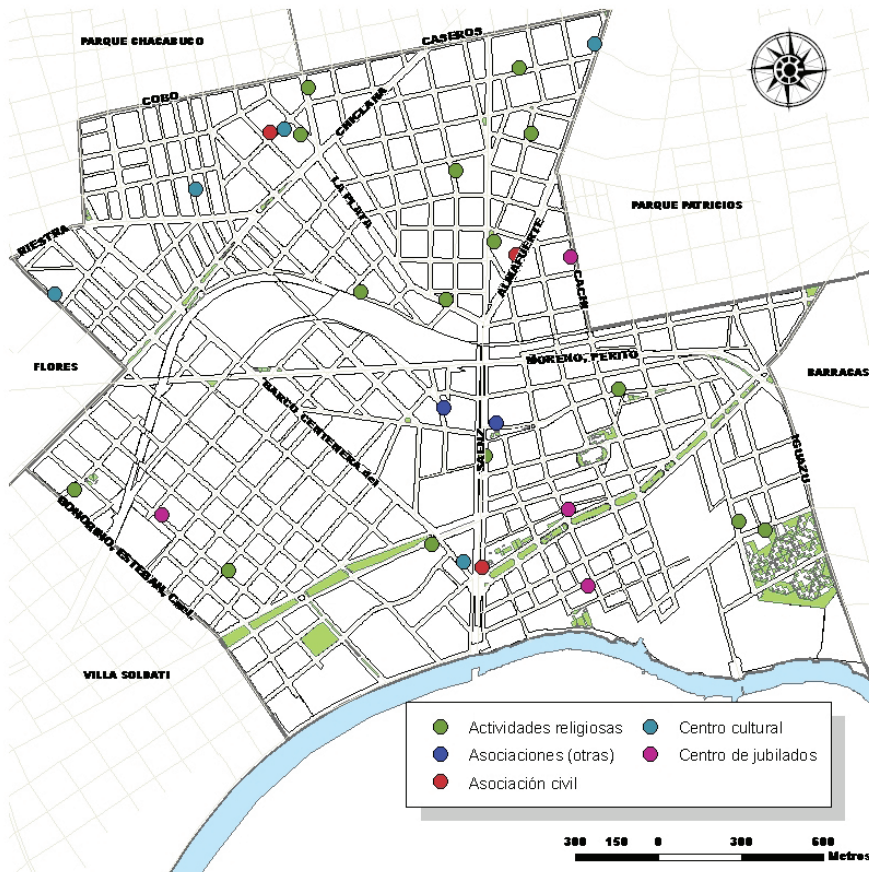 PARQUE CHACABUCO
CASEROS
COBO
CHICLANA
LA PLATA
PARQUE PATRICIOS
RIESTRA
ALMAFUERTE
CACHI
FLORES
MORENO, PERITO
BARRACAS
BARCO, CENTENERA del
SAENZ
IGUAZU
BONORINO, ESTEBAN, Cnel.
VILLA SOLDATI
Actividades religiosas
Centro cultural
Asociaciones (otras)
Centro de jubilados
Asociación civil
300 150 0 300 600
Metros